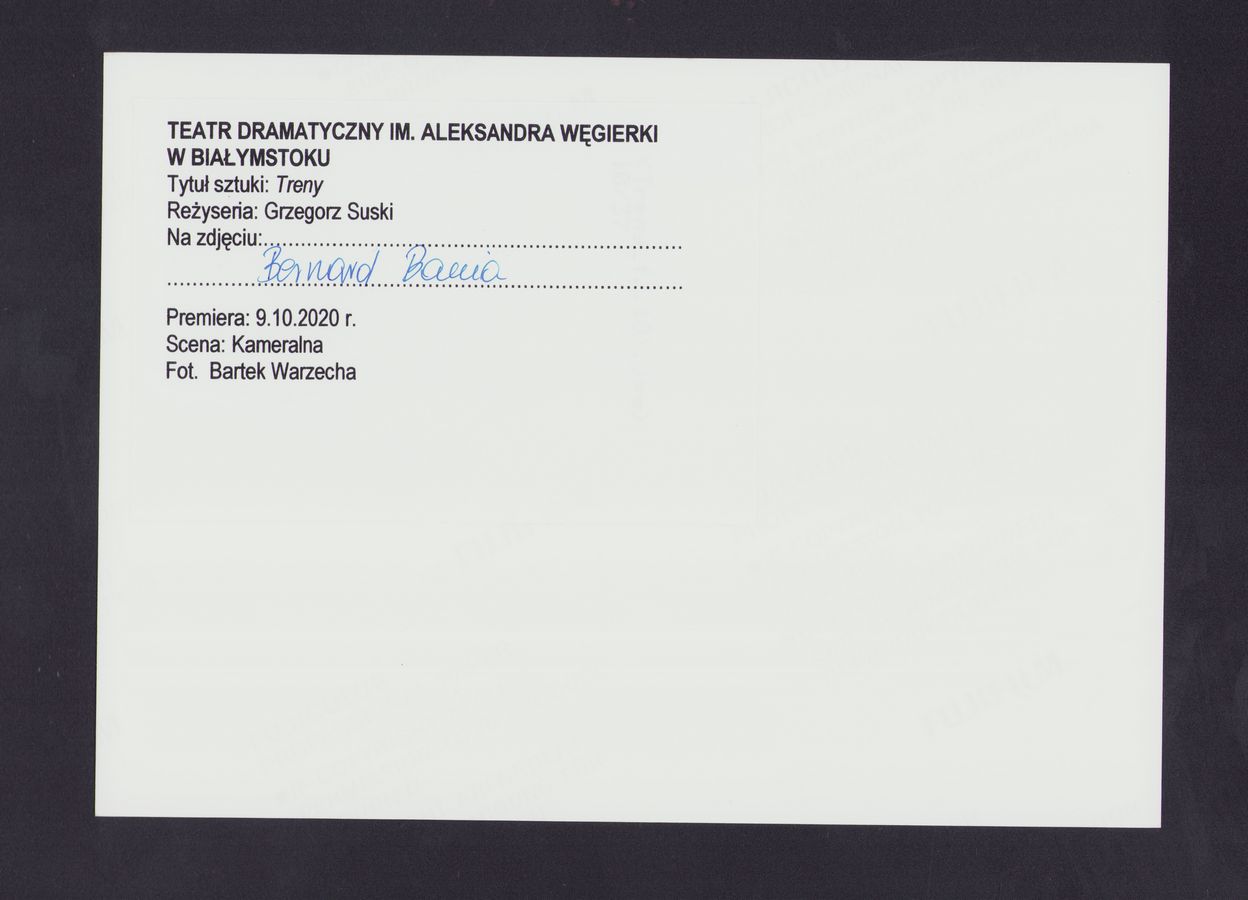 TEATR DRAMATYCZNY IM. ALEKSANDRA WĘGIERKI
W BIAŁYMSTOKU
Tytuł sztuki: Treny
Reżyseria: Grzegorz Suski
Na zdjęciu:......................................................................
Bernard Bania
Premiera: 9.10.2020 r.
Scena: Kameralna
Fot. Bartek Warzecha